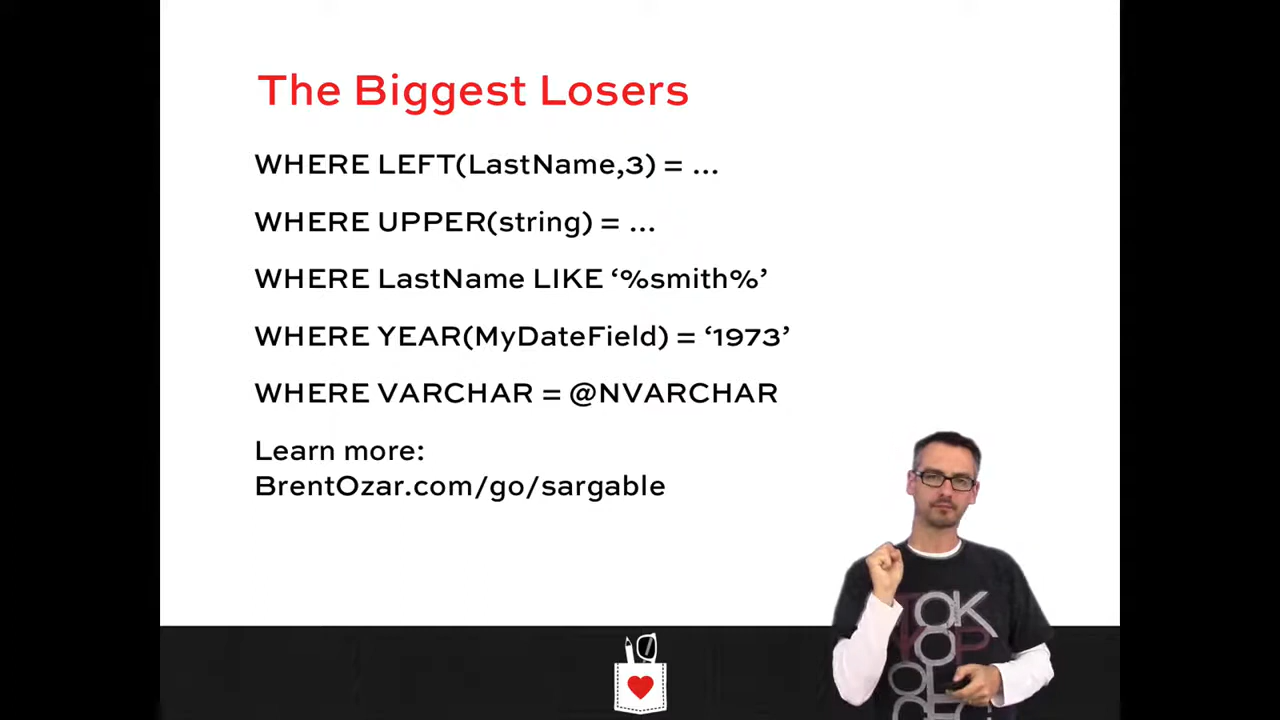 The Biggest Losers
WHERE LEFT(LastName,3) = ...
WHERE UPPER(string) = ...
WHERE LastName LIKE ‘%smith%’
WHERE YEAR(MyDateField) = ‘1973’
WHERE VARCHAR = @NVARCHAR
Learn more:
BrentOzar.com/go/sargable
TOK